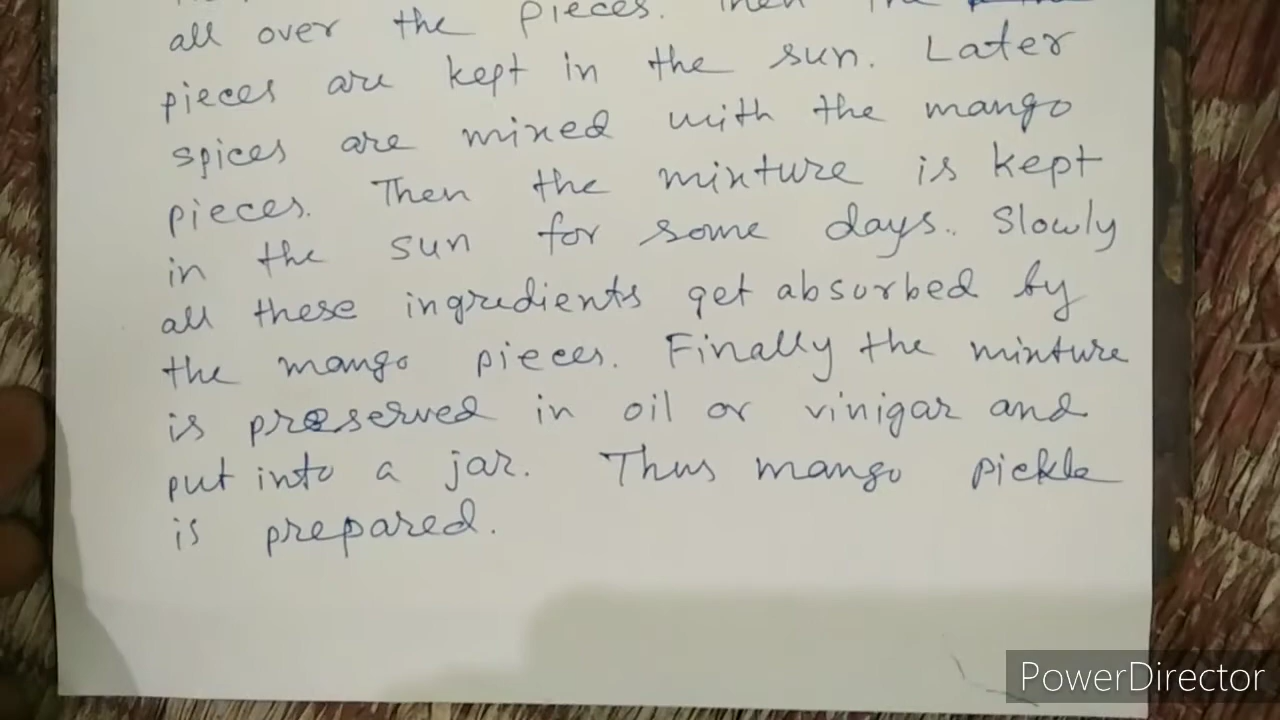 all over the pieces. Then the
pieces are kept in the sun. Later
spices are mixed with the mango
pieces. Then the mixture is kept
in the sun for some days.. Slowly
all these ingredients get absorbed by
the mango pieces. Finally the mixture
is preserved in oil or vinigar and
put into a jar. Thus mango pickle
is prepared.
PowerDirector